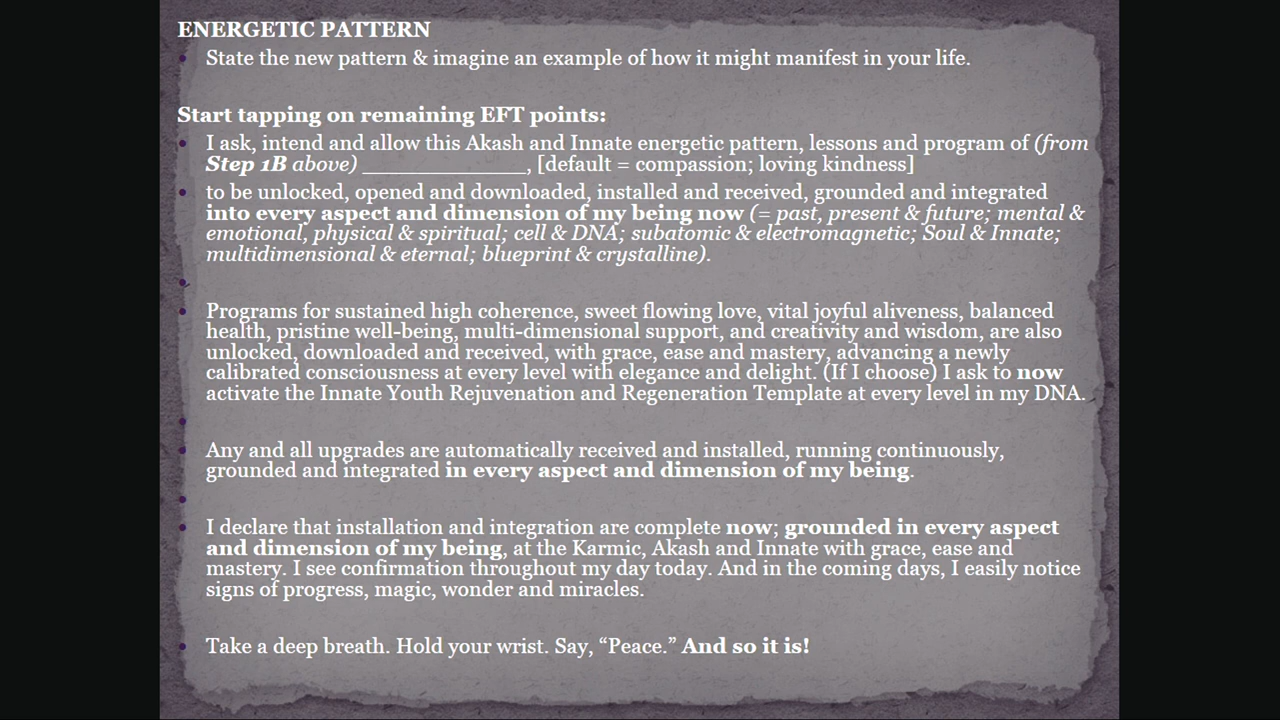 ENERGETIC PATTERN
• State the new pattern & imagine an example of how it might manifest in your life.
Start tapping on remaining EFT points:
• I ask, intend and allow this Akash and Innate energetic pattern, lessons and program of (from
Step 1B above) _______________, [default = compassion; loving kindness]
• to be unlocked, opened and downloaded, installed and received, grounded and integrated
into every aspect and dimension of my being now (= past, present & future; mental &
emotional, physical & spiritual; cell & DNA; subatomic & electromagnetic; Soul & Innate;
multidimensional & eternal; blueprint & crystalline).
•
• Programs for sustained high coherence, sweet flowing love, vital joyful aliveness, balanced
health, pristine well-being, multi-dimensional support, and creativity and wisdom, are also
unlocked, downloaded and received, with grace, ease and mastery, advancing a newly
calibrated consciousness at every level with elegance and delight. (If I choose) I ask to now
activate the Innate Youth Rejuvenation and Regeneration Template at every level in my DNA.
•
• Any and all upgrades are automatically received and installed, running continuously,
grounded and integrated in every aspect and dimension of my being.
•
• I declare that installation and integration are complete now; grounded in every aspect
and dimension of my being, at the Karmic, Akash and Innate with grace, ease and
mastery. I see confirmation throughout my day today. And in the coming days, I easily notice
signs of progress, magic, wonder and miracles.
• Take a deep breath. Hold your wrist. Say, “Peace.” And so it is!